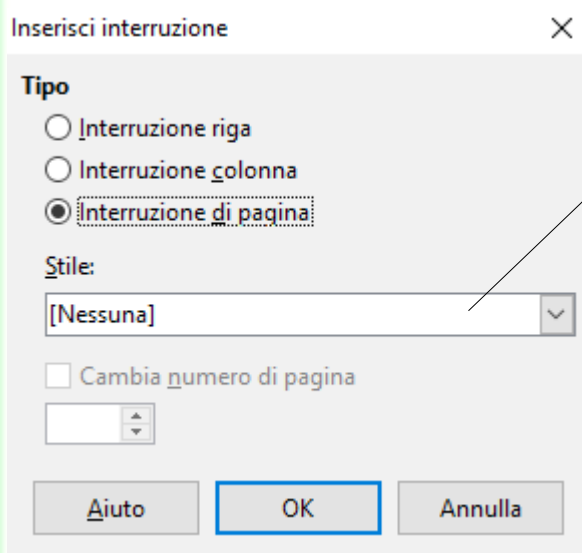 Inserisci interruzione
Tipo
Interruzione riga
Interruzione colonna
Interruzione di pagina
Stile:
[Nessuna]
Cambia numero di pagina
Aiuto OK Annulla